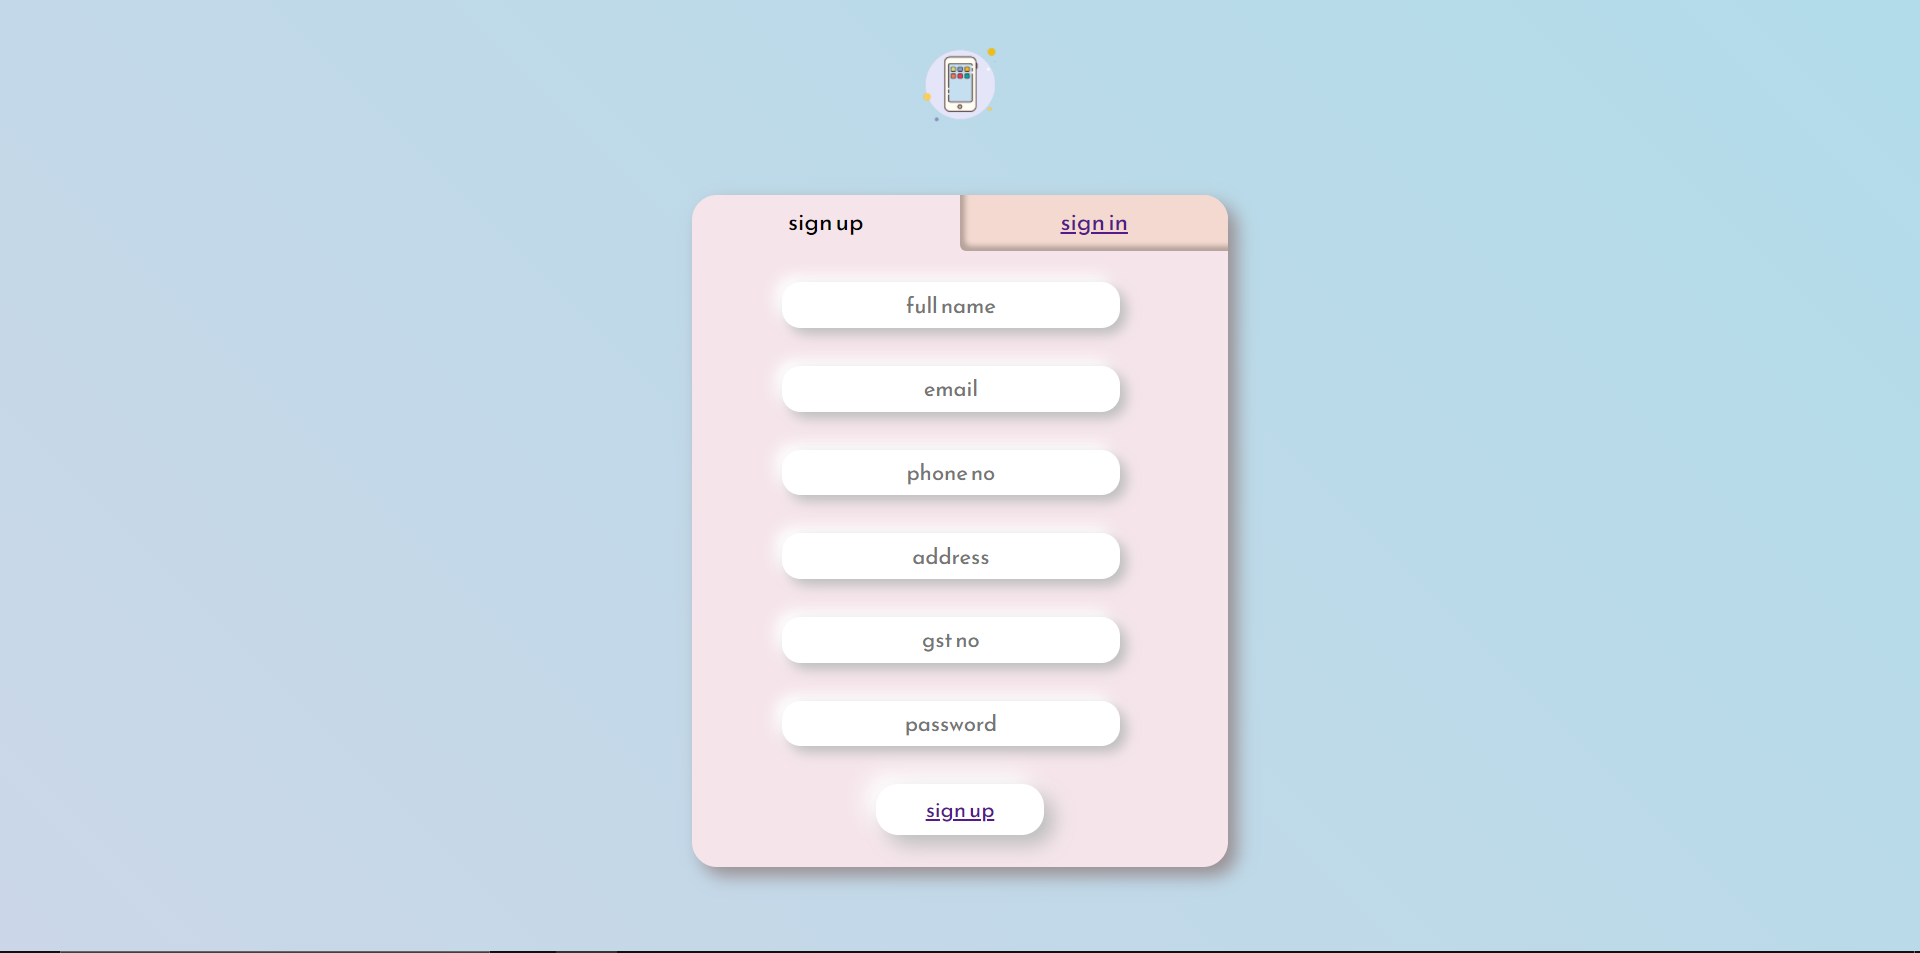 sign up
sign in
full name
email
phone no
address
gst no
password
sign up